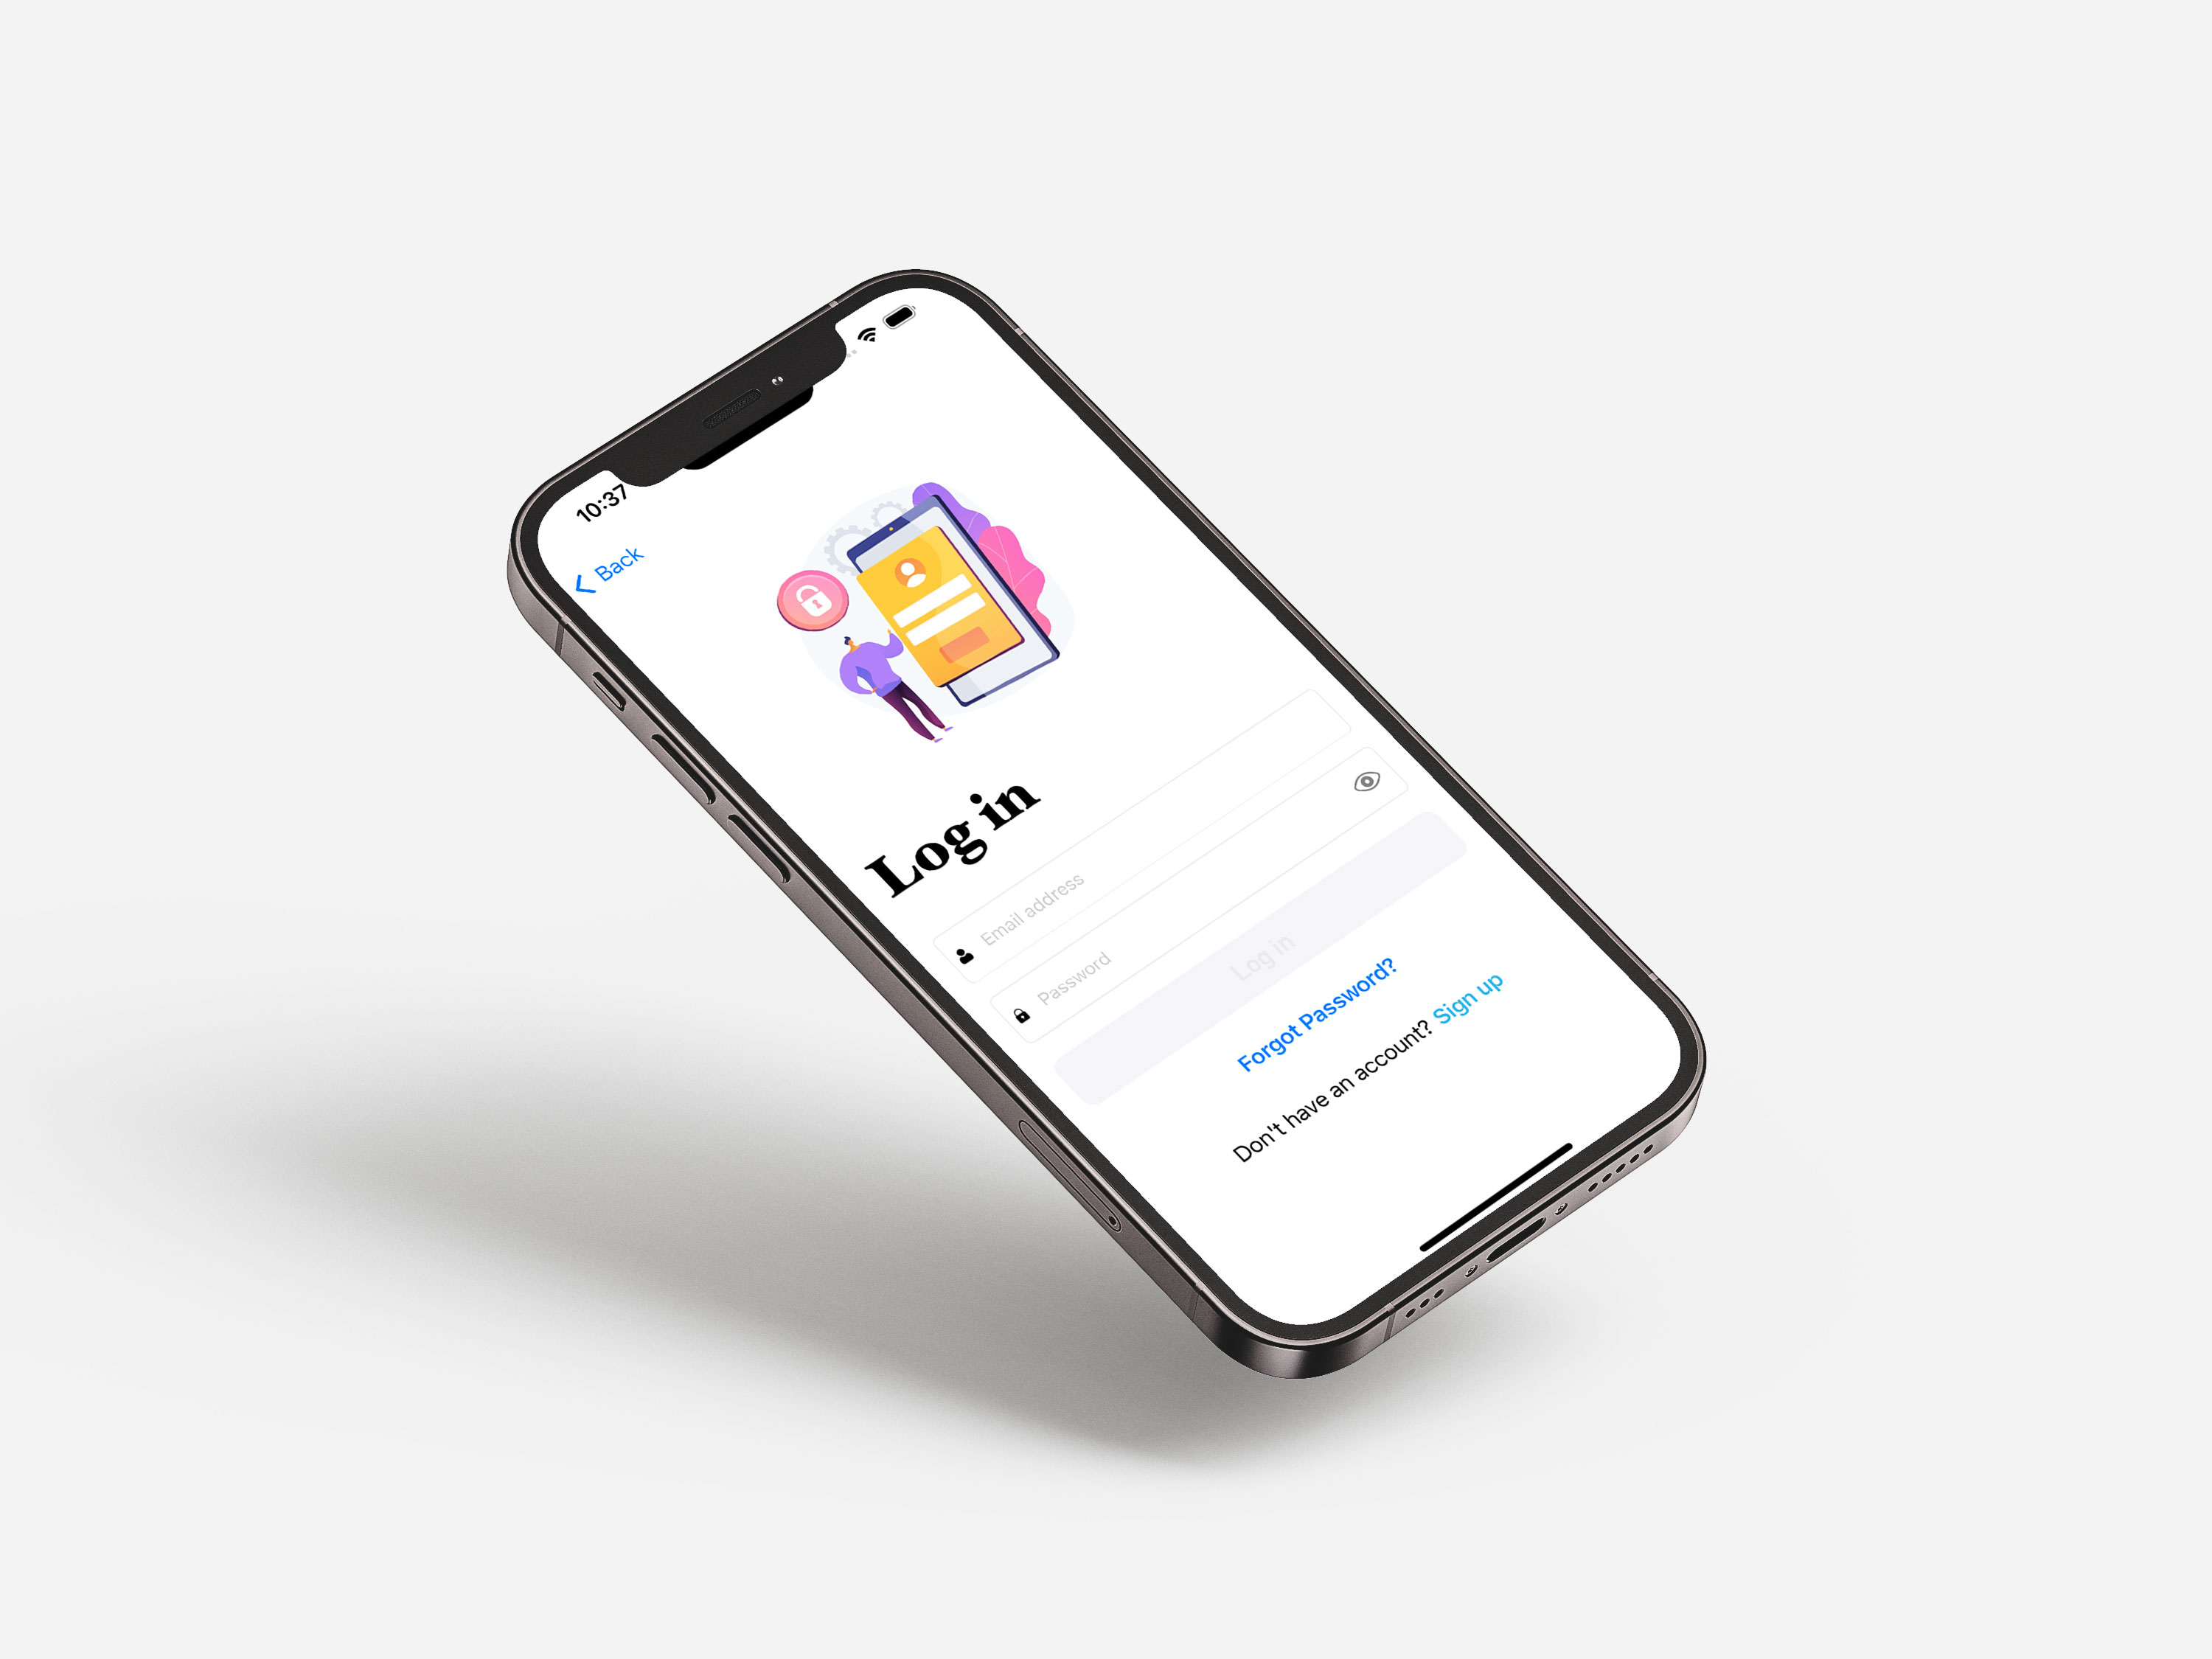 10:37
Back
Log in
Email address
Password
Log in
Forgot Password?
Don't have an account? Sign up